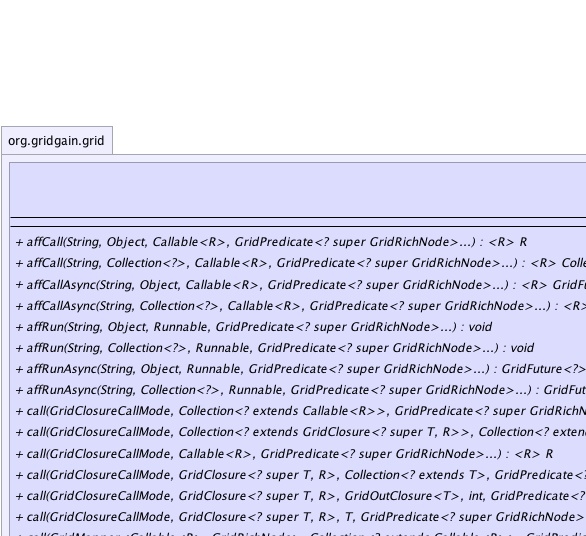 org.gridgain.grid
+ affCall(String, Object, Callable<R>, GridPredicate<? super GridRichNode>...) : <R> R
+ affCall(String, Collection<?>, Callable<R>, GridPredicate<? super GridRichNode>...) : <R> Colle
+ affCallAsync(String, Object, Callable<R>, GridPredicate<? super GridRichNode>...) : <R> GridFu
+ affCallAsync(String, Collection<?>, Callable<R>, GridPredicate<? super GridRichNode>...) : <R>
+ affRun(String, Object, Runnable, GridPredicate<? super GridRichNode>...) : void
+ affRun(String, Collection<?>, Runnable, GridPredicate<? super GridRichNode>...) : void
+ affRunAsync(String, Object, Runnable, GridPredicate<? super GridRichNode>...) : GridFuture<?>
+ affRunAsync(String, Collection<?>, Runnable, GridPredicate<? super GridRichNode>...) : GridFut
+ call(GridClosureCallMode, Collection<? extends Callable<R>>, GridPredicate<? super GridRichN
+ call(GridClosureCallMode, Collection<? extends GridClosure<? super T, R>>, Collection<? exten
+ call(GridClosureCallMode, Callable<R>, GridPredicate<? super GridRichNode>...) : <R> R
+ call(GridClosureCallMode, GridClosure<? super T, R>, Collection<? extends T>, GridPredicate<?
+ call(GridClosureCallMode, GridClosure<? super T, R>, GridOutClosure<T>, int, GridPredicate<?
+ call(GridClosureCallMode, GridClosure<? super T, R>, T, GridPredicate<? super GridRichNode>